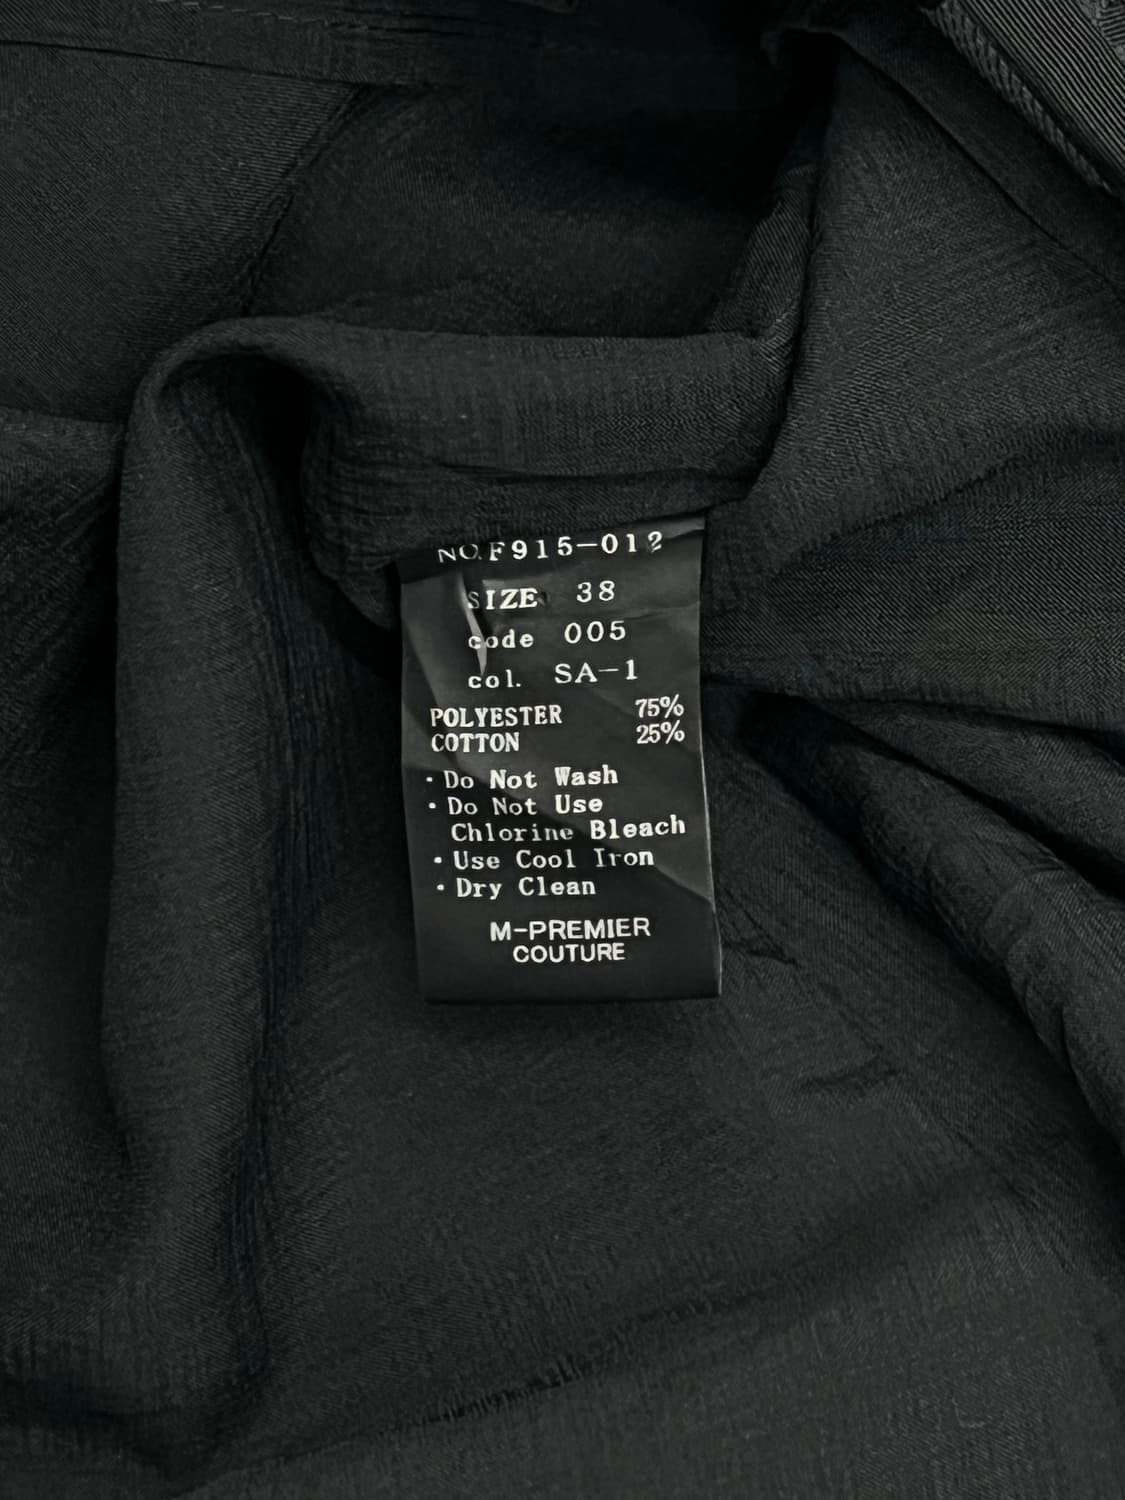 NO.F915-012
SIZE 38
code 005
col. SA-1
POLYESTER 75%
COTTON 25%
· Do Not Wash
· Do Not Use
Chlorine Bleach
· Use Cool Iron
· Dry Clean
M-PREMIER
COUTURE